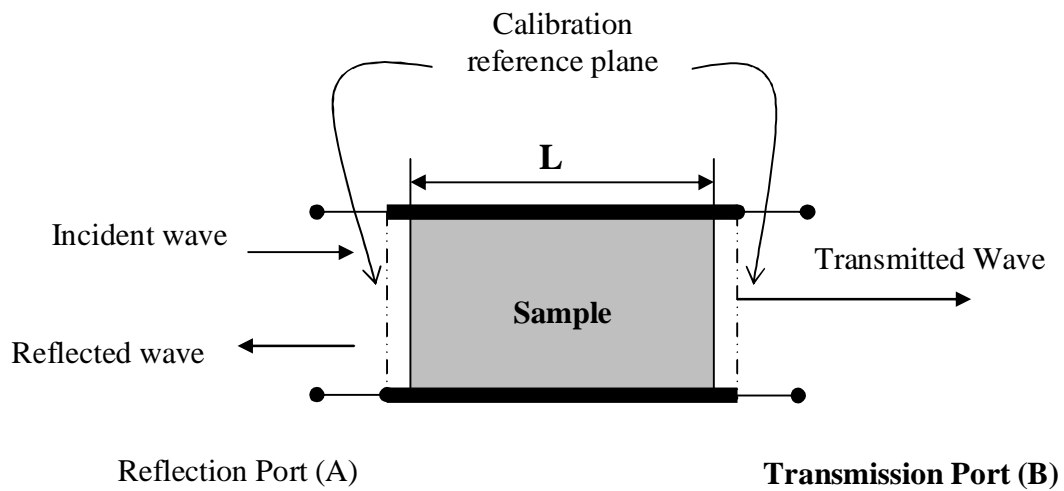 Calibration
reference plane
L
Incident wave
Transmitted Wave
Sample
Reflected wave
Reflection Port (A)
Transmission Port (B)